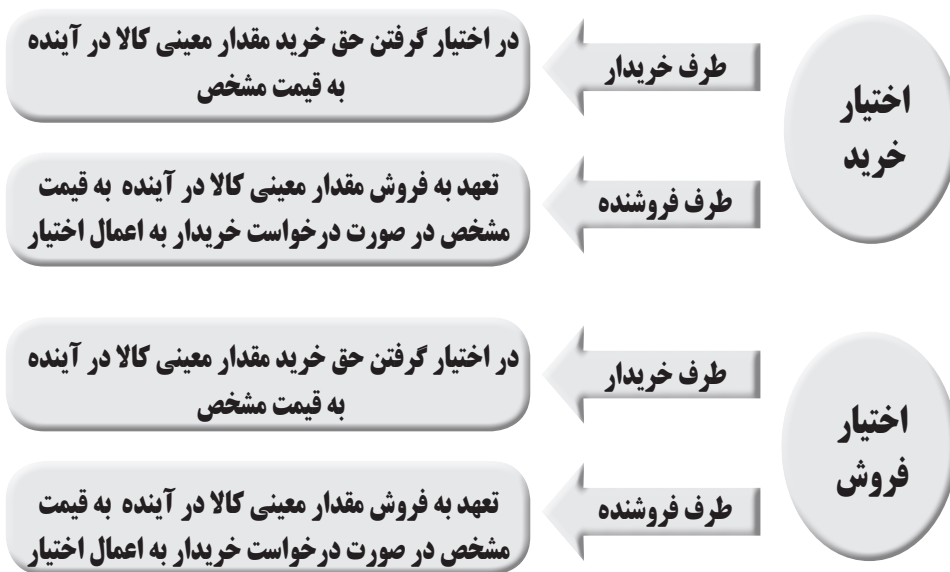 اختیار
خرید
طرف خریدار
در اختیار گرفتن حق خرید مقدار معینی کالا در آینده
به قیمت مشخص
طرف فروشنده
تعهد به فروش مقدار معینی کالا در آینده به قیمت
مشخص در صورت درخواست خریدار به اعمال اختیار
اختیار
فروش
طرف خریدار
در اختیار گرفتن حق خرید مقدار معینی کالا در آینده
به قیمت مشخص
طرف فروشنده
تعهد به فروش مقدار معینی کالا در آینده به قیمت
مشخص در صورت درخواست خریدار به اعمال اختیار